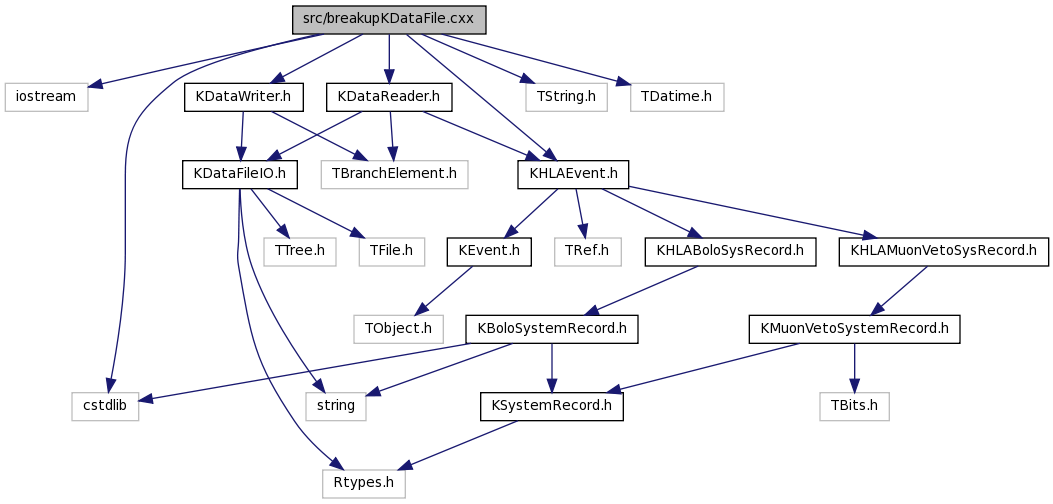 src/breakupKDataFile.cxx
iostream
KDataWriter.h
KDataReader.h
TString.h
TDatime.h
KDataFileIO.h
TBranchElement.h
KHLAEvent.h
TTree.h
TFile.h
KEvent.h
TRef.h
KHLABoloSysRecord.h
KHLAMuonVetoSysRecord.h
TObject.h
KBoloSystemRecord.h
KMuonVetoSystemRecord.h
cstdlib
string
KSystemRecord.h
TBits.h
Rtypes.h